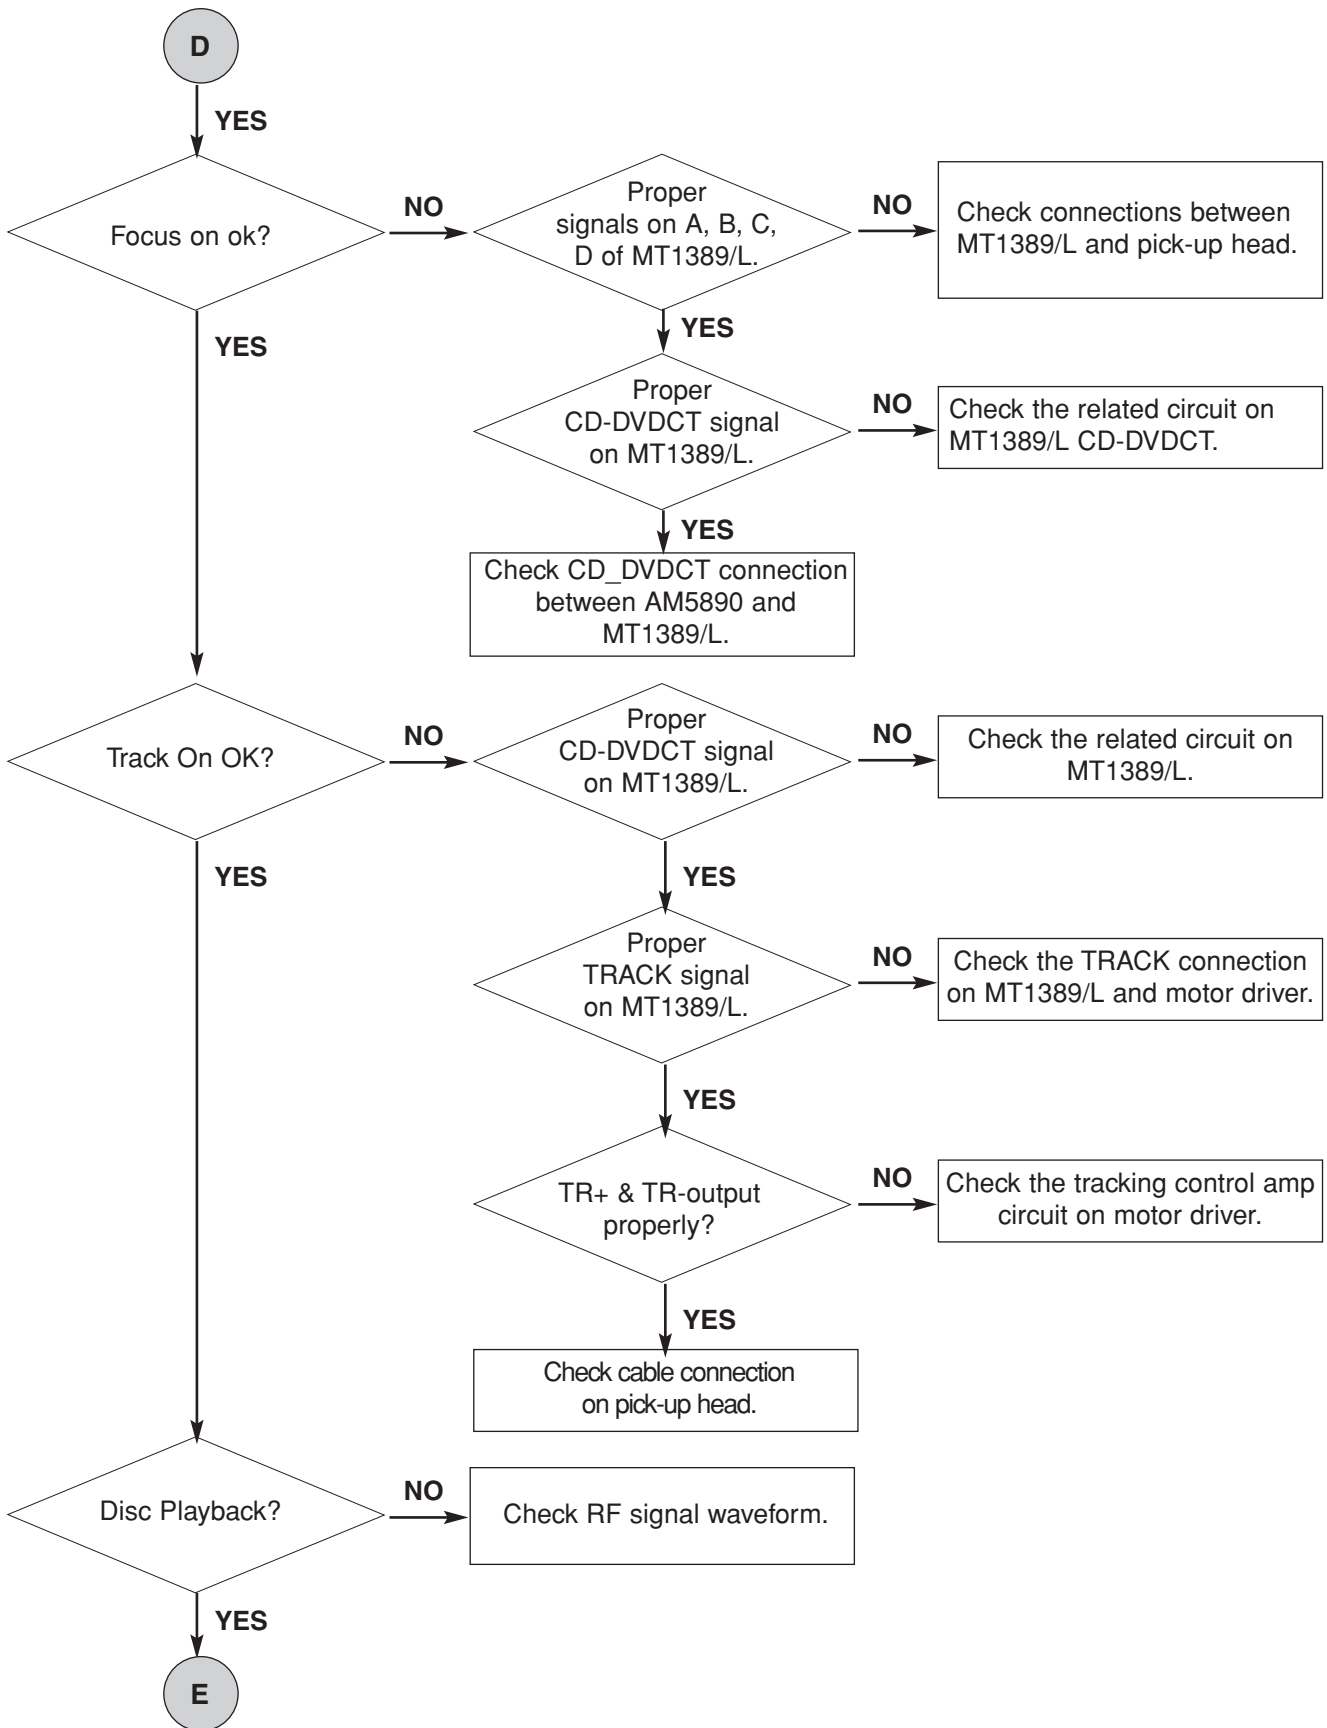 D
YES
Focus on ok?
NO
Proper
signals on A, B, C,
D of MT1389/L.
NO
Check connections between
MT1389/L and pick-up head.
YES
YES
Proper
CD-DVDCT signal
on MT1389/L.
NO
Check the related circuit on
MT1389/L CD-DVDCT.
YES
Check CD_DVDCT connection
between AM5890 and
MT1389/L.
Track On OK?
NO
Proper
CD-DVDCT signal
on MT1389/L.
NO
Check the related circuit on
MT1389/L.
YES
YES
Proper
TRACK signal
on MT1389/L.
NO
Check the TRACK connection
on MT1389/L and motor driver.
YES
TR+ & TR-output
properly?
NO
Check the tracking control amp
circuit on motor driver.
YES
Check cable connection
on pick-up head.
Disc Playback?
NO
Check RF signal waveform.
YES
E